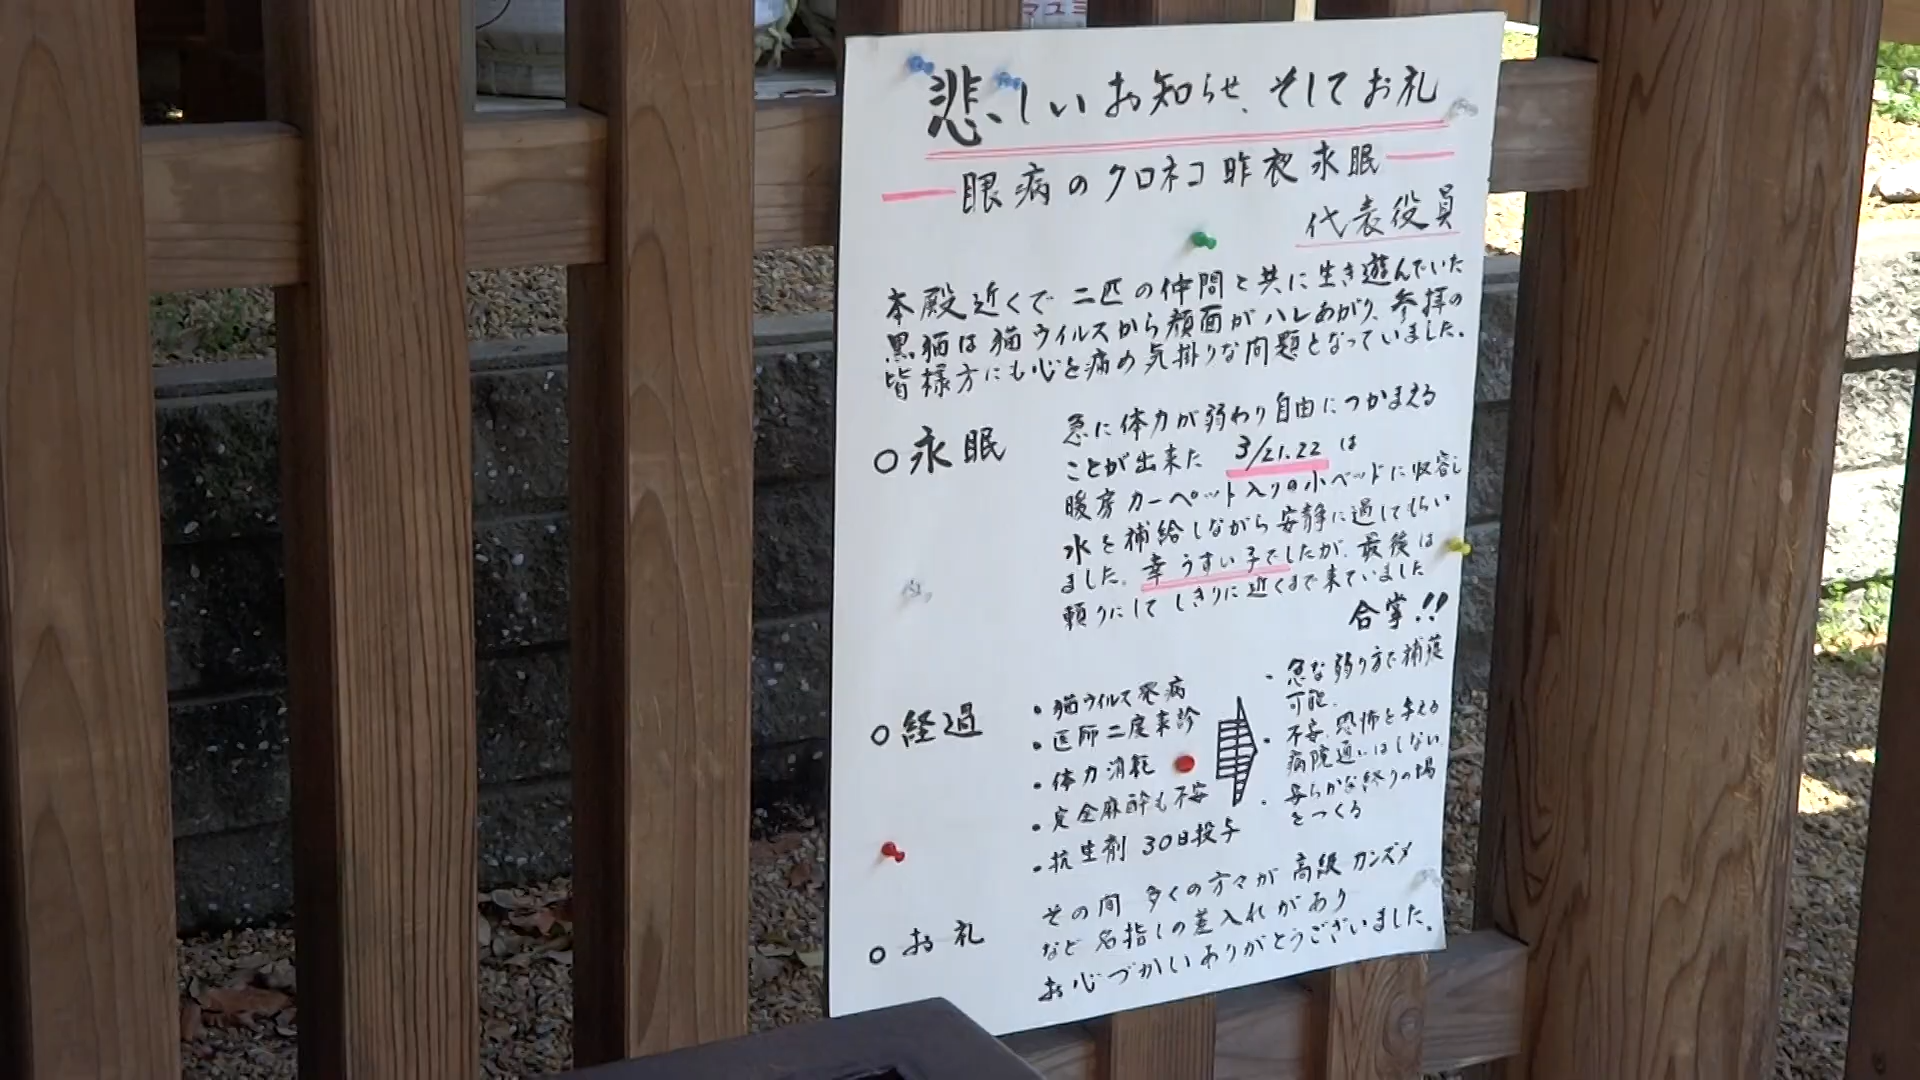 マユミ
悲しいお知らせ、そしてお礼
眼病のクロネコ昨夜永眠
代表役員
本殿近くで二匹の仲間と共に生き遊んでいた
黒猫は猫ウイルスから顔面がハレあがり、参拝の
皆様方にも心を痛め気掛りな問題となっていました。
○永眠
急に体力が弱わり自由につかまえる
ことが出来た 3/21.22 は
暖房カーペット入りの小ベッドに収容し
水を補給しながら安静に過してもらい
ました。幸うすい子でしたが、最後は
頼りにしてしきりに近くまで来ていました
合掌!!
○経過
・猫ウイルス発病
・医師二度来診
・体力消耗
・完全麻酔も不安
・抗生剤 30日投与
・急な弱り方で捕獲
可能.
・不安.恐怖を与える
病院通いはしない
・安らかな終りの場
をつくる
○お礼
その間 多くの方々が高級カンズメ
など名指しの差入れがあり
お心づかいありがとうございました。